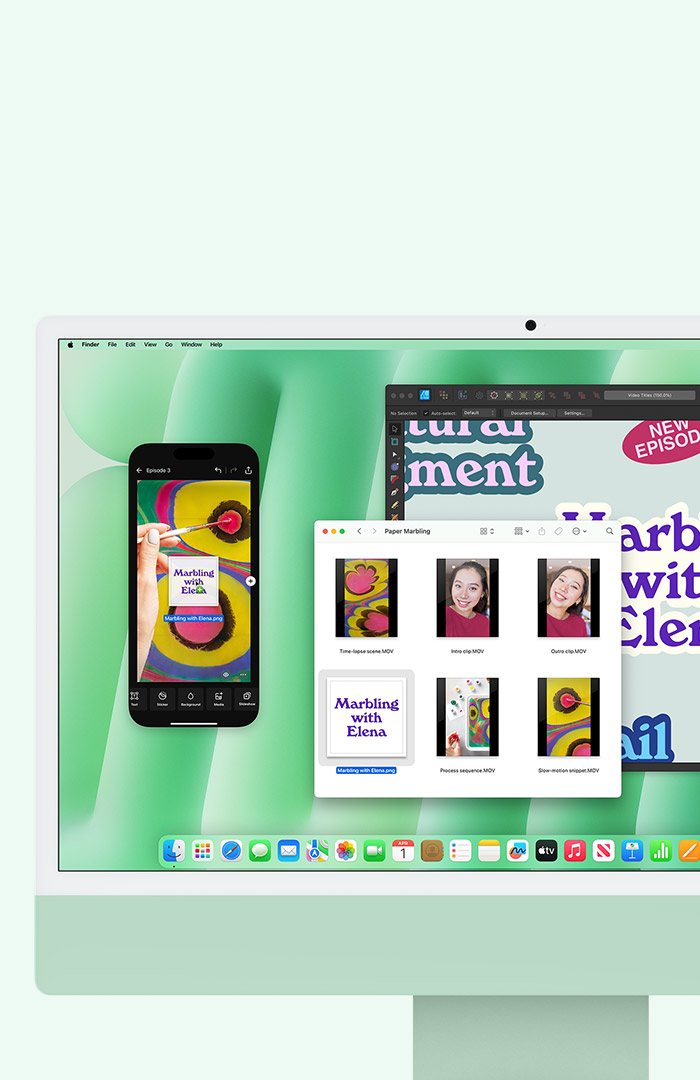 Finder File Edit View Go Window Help
Video Titles (150.0%)
No Selection Auto-select: Default Document Setup... Settings...
NEW
EPISOD
tural
gment
Episode 3
Paper Marbling
Marb
wit
Elen
ail
Marbling
with
Elena
Marbling with Elena.png
Text Sticker Background Media Slideshow
Time-lapse scene.MOV Intro clip.MOV Outro clip.MOV
Marbling
with
Elena
Marbling with Elena.png Process sequence.MOV Slow-motion snippet.MOV
APR
1
tv